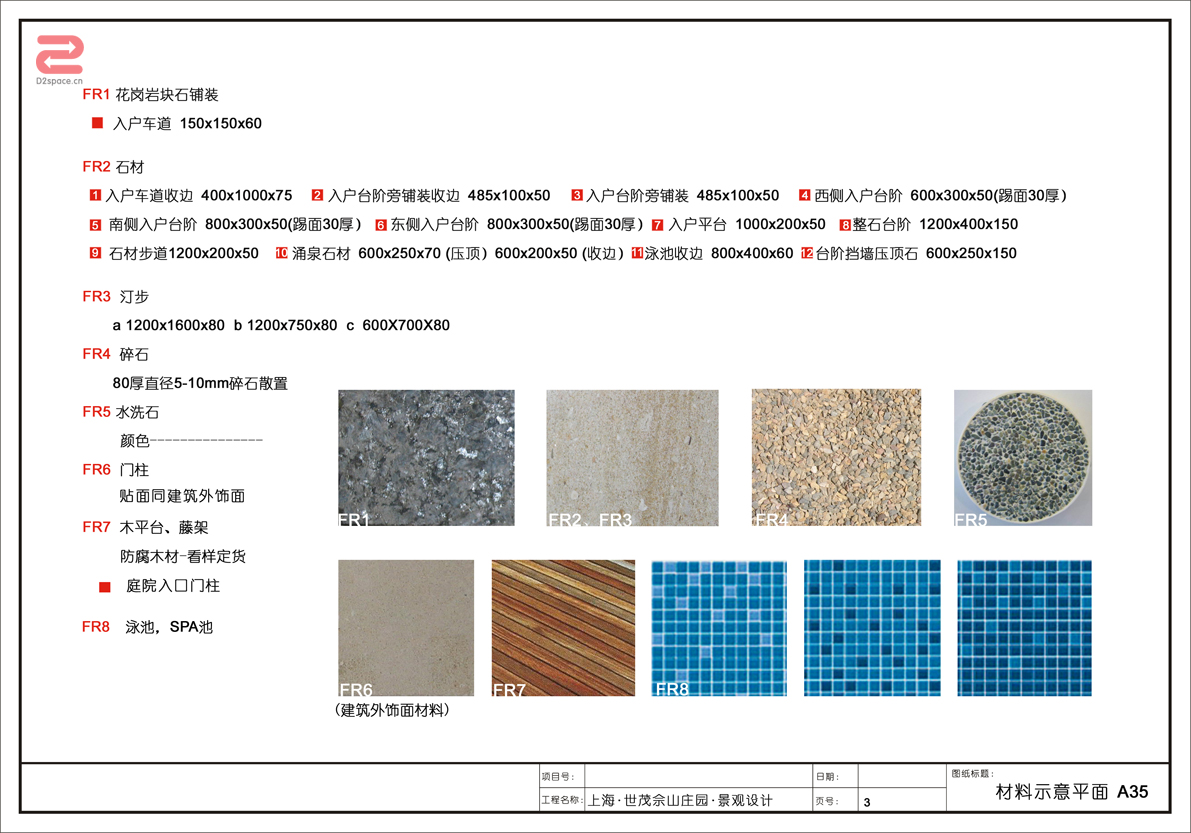 D2space.cn
FR1 花岗岩块石铺装
入户车道 150x150x60
FR2 石材
1 入户车道收边 400x1000x75 2 入户台阶旁铺装收边 485x100x50 3 入户台阶旁铺装 485x100x50 4 西侧入户台阶 600x300x50(踢面30厚)
5 南侧入户台阶 800x300x50(踢面30厚) 6 东侧入户台阶 800x300x50(踢面30厚) 7 入户平台 1000x200x50 8 整石台阶 1200x400x150
9 石材步道1200x200x50 10 涌泉石材 600x250x70 (压顶) 600x200x50 (收边) 11 泳池收边 800x400x60 12 台阶挡墙压顶石 600x250x150
FR3 汀步
a 1200x1600x80 b 1200x750x80 c 600X700X80
FR4 碎石
80厚直径5-10mm碎石散置
FR5 水洗石
颜色----------------
FR6 门柱
贴面同建筑外饰面
FR7 木平台、藤架
防腐木材-看样定货
庭院入口门柱
FR8 泳池，SPA池
FR1 FR2、FR3 FR4 FR5
FR6 FR7 FR8
(建筑外饰面材料)
项目号: 日期: 图纸标题:
工程名称: 上海·世茂佘山庄园·景观设计 页号: 3 材料示意平面 A35